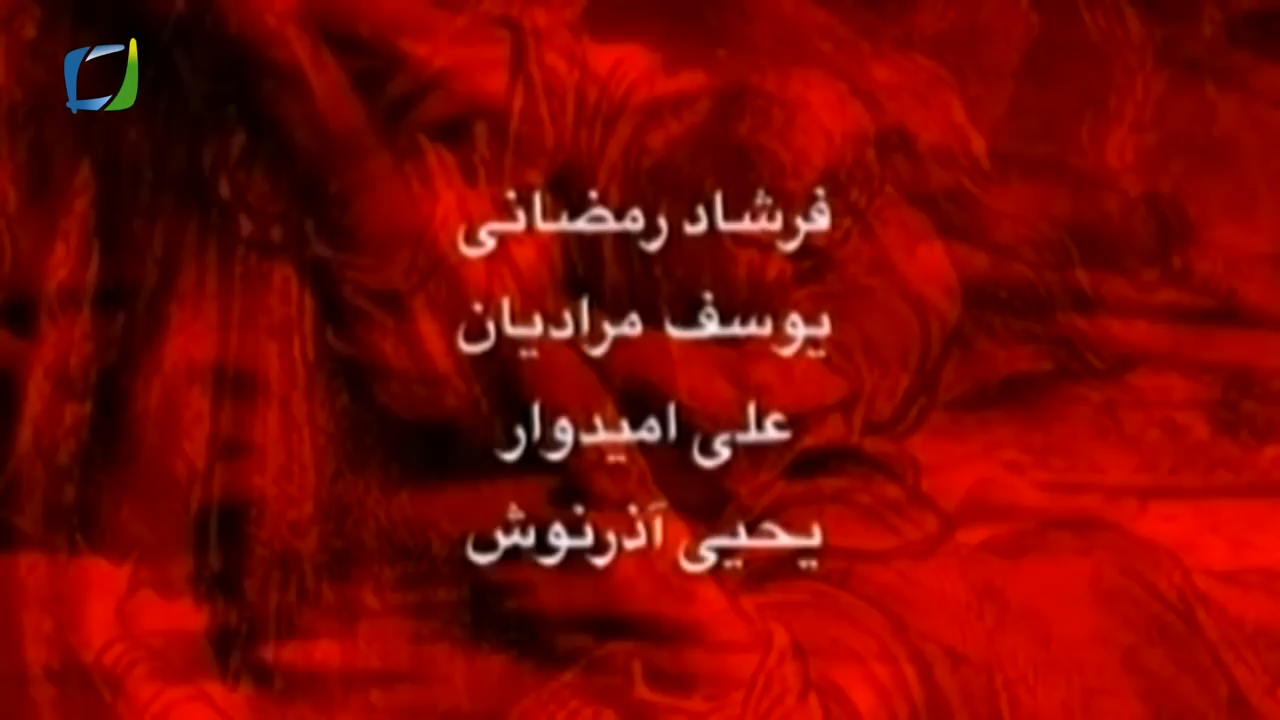 فرشاد رمضانی
یوسف مرادیان
علی امیدوار
یحیی آذرنوش